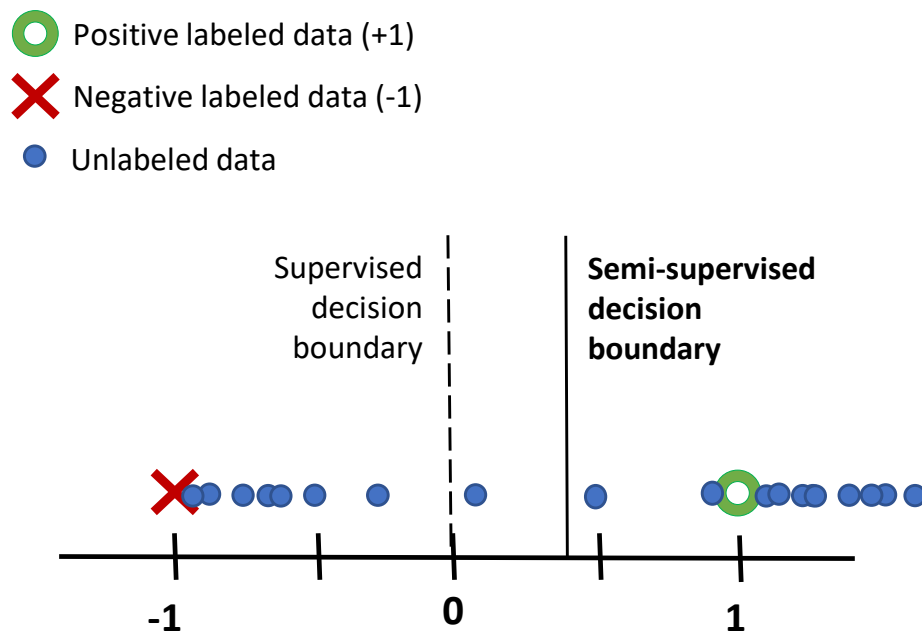 Positive labeled data (+1)
Negative labeled data (-1)
Unlabeled data
Supervised
decision
boundary
Semi-supervised
decision
boundary
-1
0
1